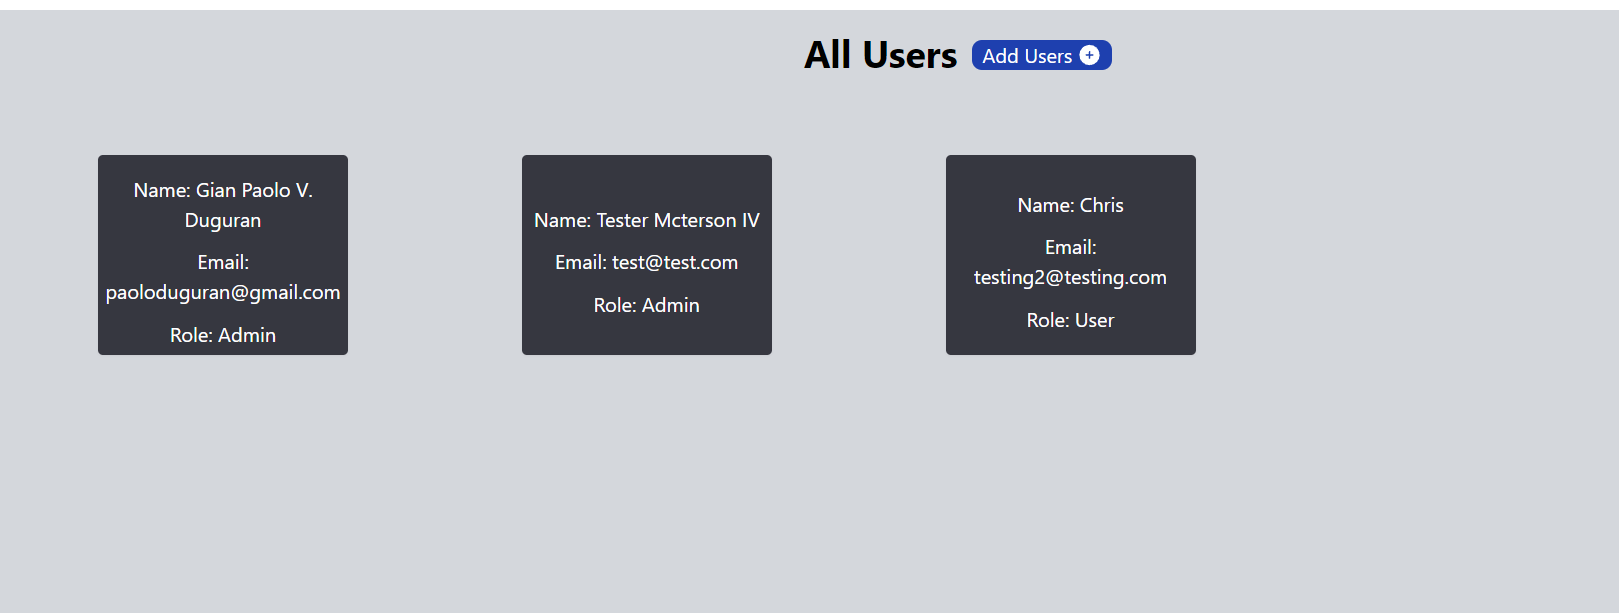 All Users
Add Users
Name: Gian Paolo V.
Duguran
Email:
paoloduguran@gmail.com
Role: Admin
Name: Tester Mcterson IV
Email: test@test.com
Role: Admin
Name: Chris
Email:
testing2@testing.com
Role: User